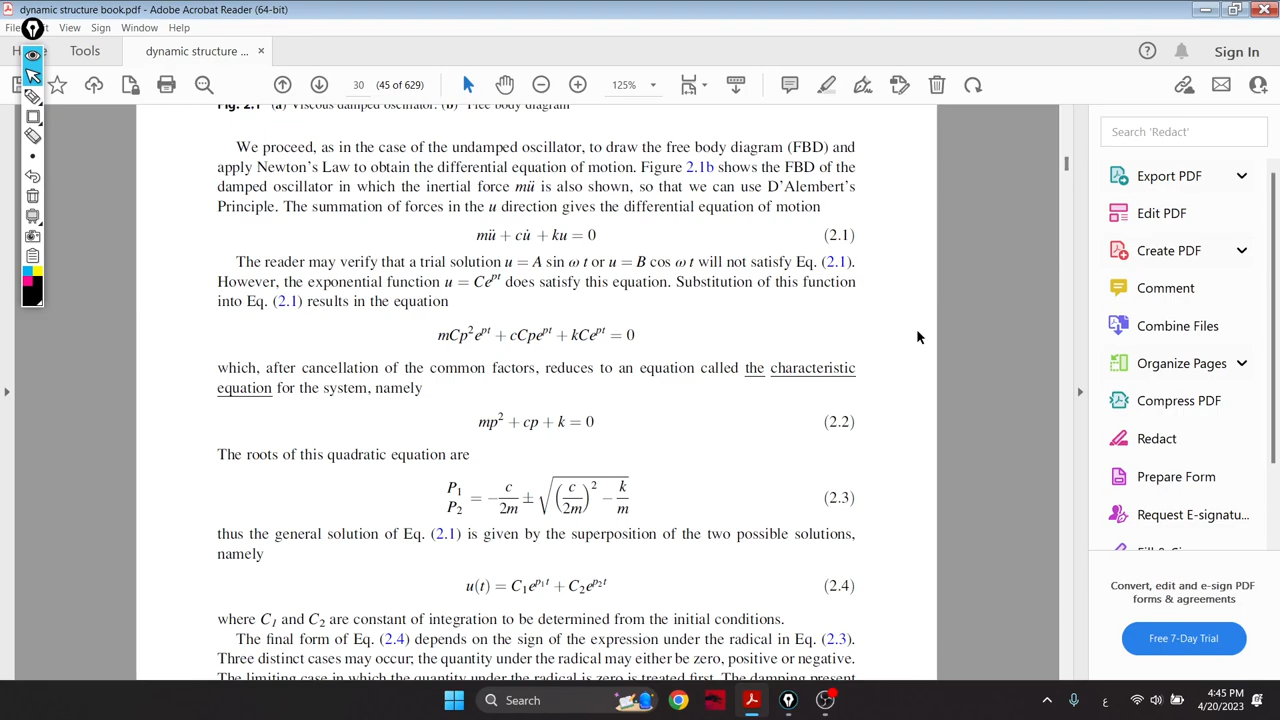 dynamic structure book.pdf - Adobe Acrobat Reader (64-bit)
View Sign Window Help
Tools dynamic structure ... × Sign In
30 (45 of 629) 125%
Fig. 2.1 (a) Viscous damped oscillator. (b) Free body diagram
We proceed, as in the case of the undamped oscillator, to draw the free body diagram (FBD) and
apply Newton's Law to obtain the differential equation of motion. Figure 2.1b shows the FBD of the
damped oscillator in which the inertial force mü is also shown, so that we can use D'Alembert's
Principle. The summation of forces in the u direction gives the differential equation of motion
mü + cu̇ + ku = 0 (2.1)
The reader may verify that a trial solution u = A sin ω t or u = B cos ω t will not satisfy Eq. (2.1).
However, the exponential function u = Ce^{pt} does satisfy this equation. Substitution of this function
into Eq. (2.1) results in the equation
mCp²e^{pt} + cCpe^{pt} + kCe^{pt} = 0
which, after cancellation of the common factors, reduces to an equation called the characteristic
equation for the system, namely
mp² + cp + k = 0 (2.2)
The roots of this quadratic equation are
P₁ P₂ = −c/2m ± √((c/2m)² − k/m) (2.3)
thus the general solution of Eq. (2.1) is given by the superposition of the two possible solutions,
namely
u(t) = C₁e^{p₁t} + C₂e^{p₂t} (2.4)
where C₁ and C₂ are constant of integration to be determined from the initial conditions.
The final form of Eq. (2.4) depends on the sign of the expression under the radical in Eq. (2.3).
Three distinct cases may occur; the quantity under the radical may either be zero, positive or negative.
The limiting case in which the quantity under the radical is zero is treated first. The damping present
Search 'Redact'
Export PDF
Edit PDF
Create PDF
Comment
Combine Files
Organize Pages
Compress PDF
Redact
Prepare Form
Request E-signatu...
Convert, edit and e-sign PDF
forms & agreements
Free 7-Day Trial
Search
ع
4:45 PM
4/20/2023